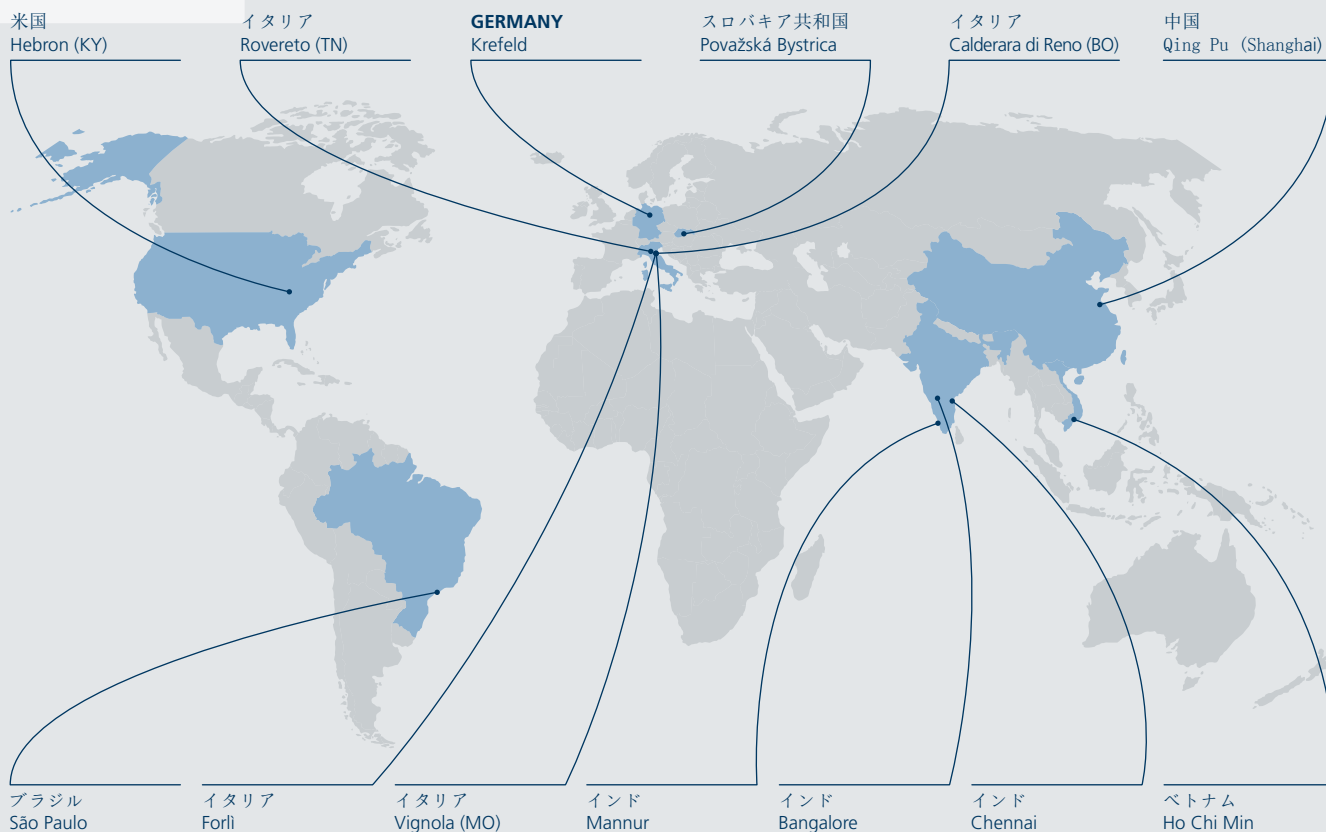 米国
Hebron (KY)
イタリア
Rovereto (TN)
GERMANY
Krefeld
スロバキア共和国
Považská Bystrica
イタリア
Calderara di Reno (BO)
中国
Qing Pu (Shanghai)
ブラジル
São Paulo
イタリア
Forlì
イタリア
Vignola (MO)
インド
Mannur
インド
Bangalore
インド
Chennai
ベトナム
Ho Chi Min